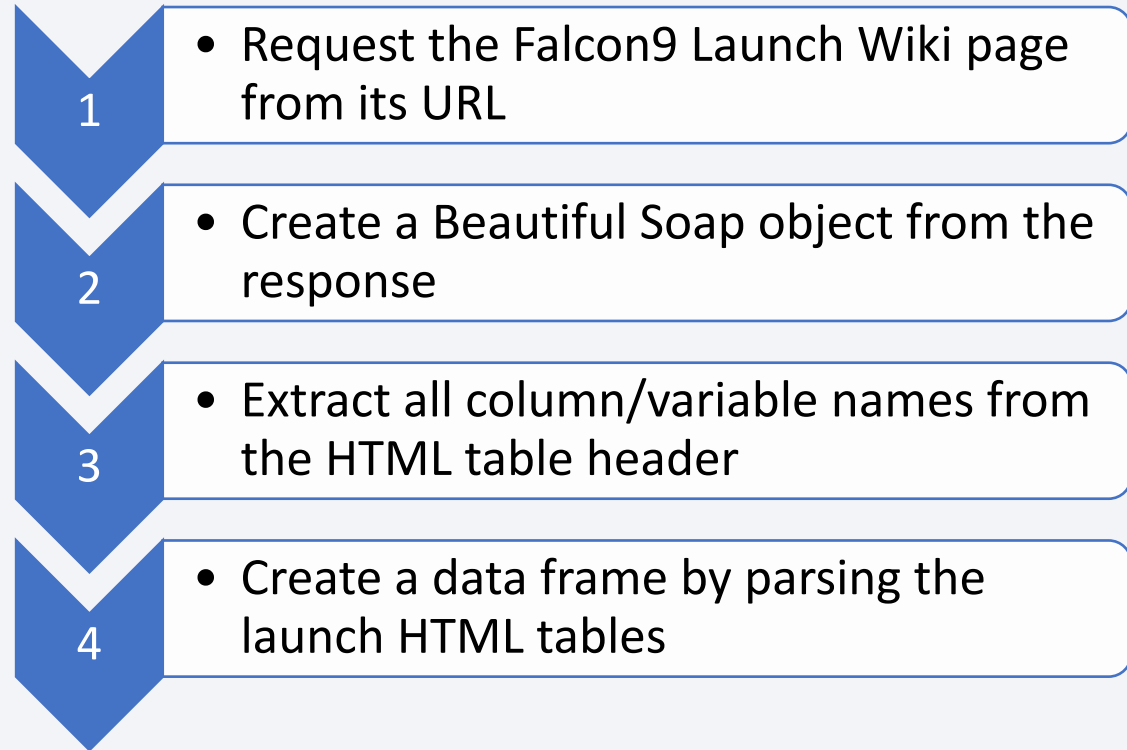 1
• Request the Falcon9 Launch Wiki page
from its URL
2
• Create a Beautiful Soap object from the
response
3
• Extract all column/variable names from
the HTML table header
4
• Create a data frame by parsing the
launch HTML tables